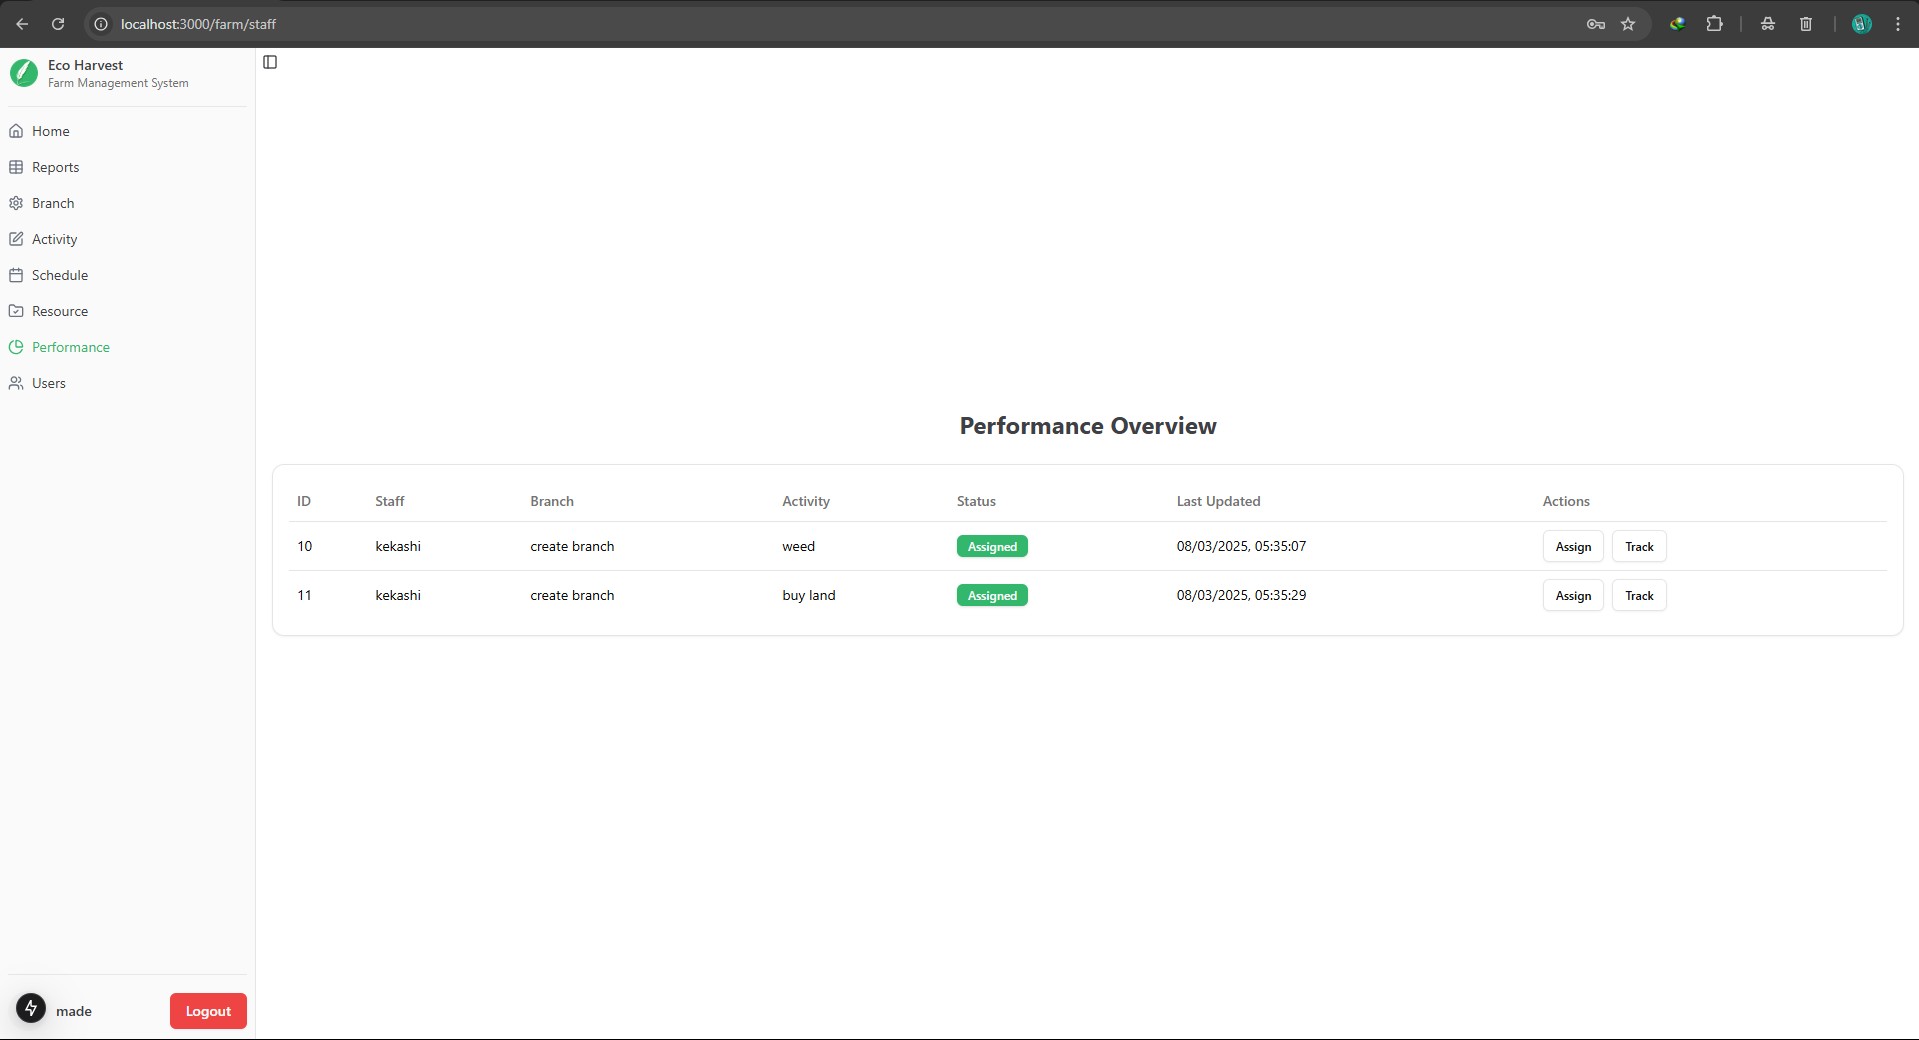 localhost:3000/farm/staff
Eco Harvest
Farm Management System
Home
Reports
Branch
Activity
Schedule
Resource
Performance
Users
Performance Overview
ID Staff Branch Activity Status Last Updated Actions
10 kekashi create branch weed Assigned 08/03/2025, 05:35:07 Assign Track
11 kekashi create branch buy land Assigned 08/03/2025, 05:35:29 Assign Track
made Logout